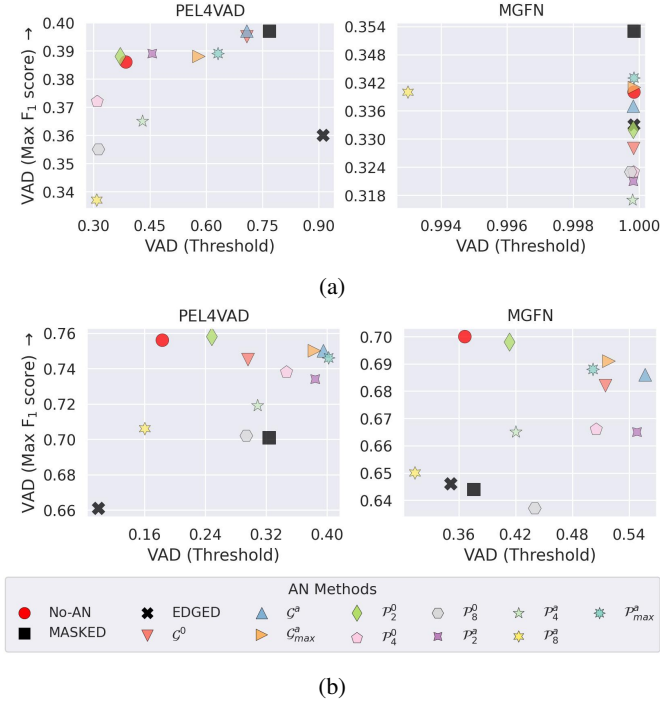 PEL4VAD MGFN
VAD (Max F₁ score) →
0.40
0.39
0.38
0.37
0.36
0.35
0.34
0.30 0.45 0.60 0.75 0.90
VAD (Threshold)
0.354
0.348
0.342
0.336
0.330
0.324
0.318
0.994 0.996 0.998 1.000
VAD (Threshold)
(a)
PEL4VAD MGFN
VAD (Max F₁ score) →
0.76
0.74
0.72
0.70
0.68
0.66
0.16 0.24 0.32 0.40
VAD (Threshold)
0.70
0.69
0.68
0.67
0.66
0.65
0.64
0.36 0.42 0.48 0.54
VAD (Threshold)
AN Methods
No-AN EDGED 𝒢ᵃ 𝒫₂⁰ 𝒫₈⁰ 𝒫₄ᵃ 𝒫ᵃmax
MASKED 𝒢⁰ 𝒢ᵃmax 𝒫₄⁰ 𝒫₂ᵃ 𝒫₈ᵃ
(b)